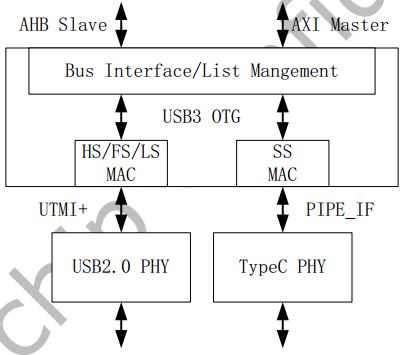 AHB Slave
AXI Master
Bus Interface/List Mangement
USB3 OTG
HS/FS/LS
MAC
SS
MAC
UTMI+
PIPE_IF
USB2.0 PHY
TypeC PHY